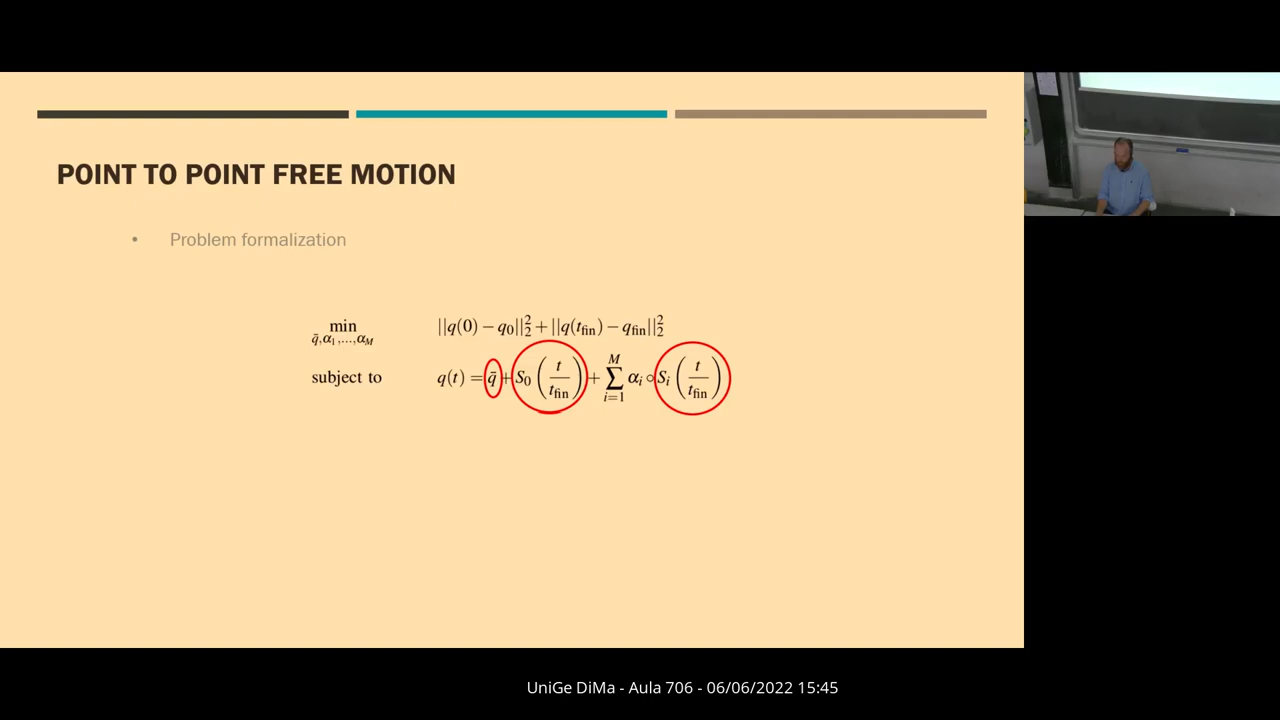 POINT TO POINT FREE MOTION
• Problem formalization
min ||q(0) − q₀||₂² + ||q(t_fin) − q_fin||₂²
q̄,α₁,...,α_M
subject to q(t) = q̄ + S₀ (t / t_fin) + ∑_{i=1}^{M} α_i ∘ S_i (t / t_fin)
UniGe DiMa - Aula 706 - 06/06/2022 15:45